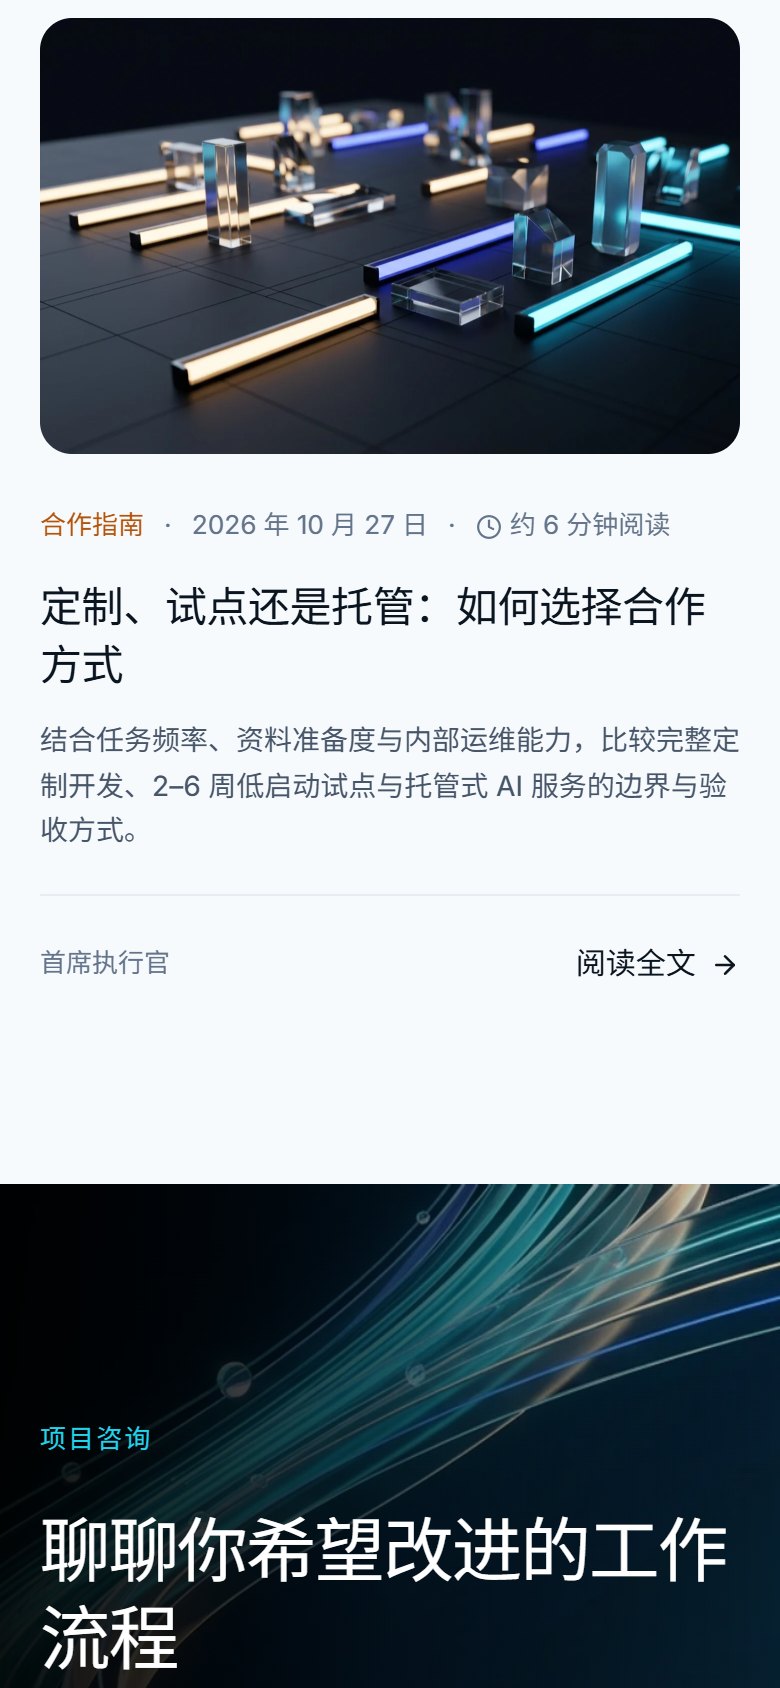 合作指南 · 2026 年 10 月 27 日 · 约 6 分钟阅读
定制、试点还是托管：如何选择合作
方式
结合任务频率、资料准备度与内部运维能力，比较完整定
制开发、2–6 周低启动试点与托管式 AI 服务的边界与验
收方式。
首席执行官
阅读全文 →
项目咨询
聊聊你希望改进的工作
流程